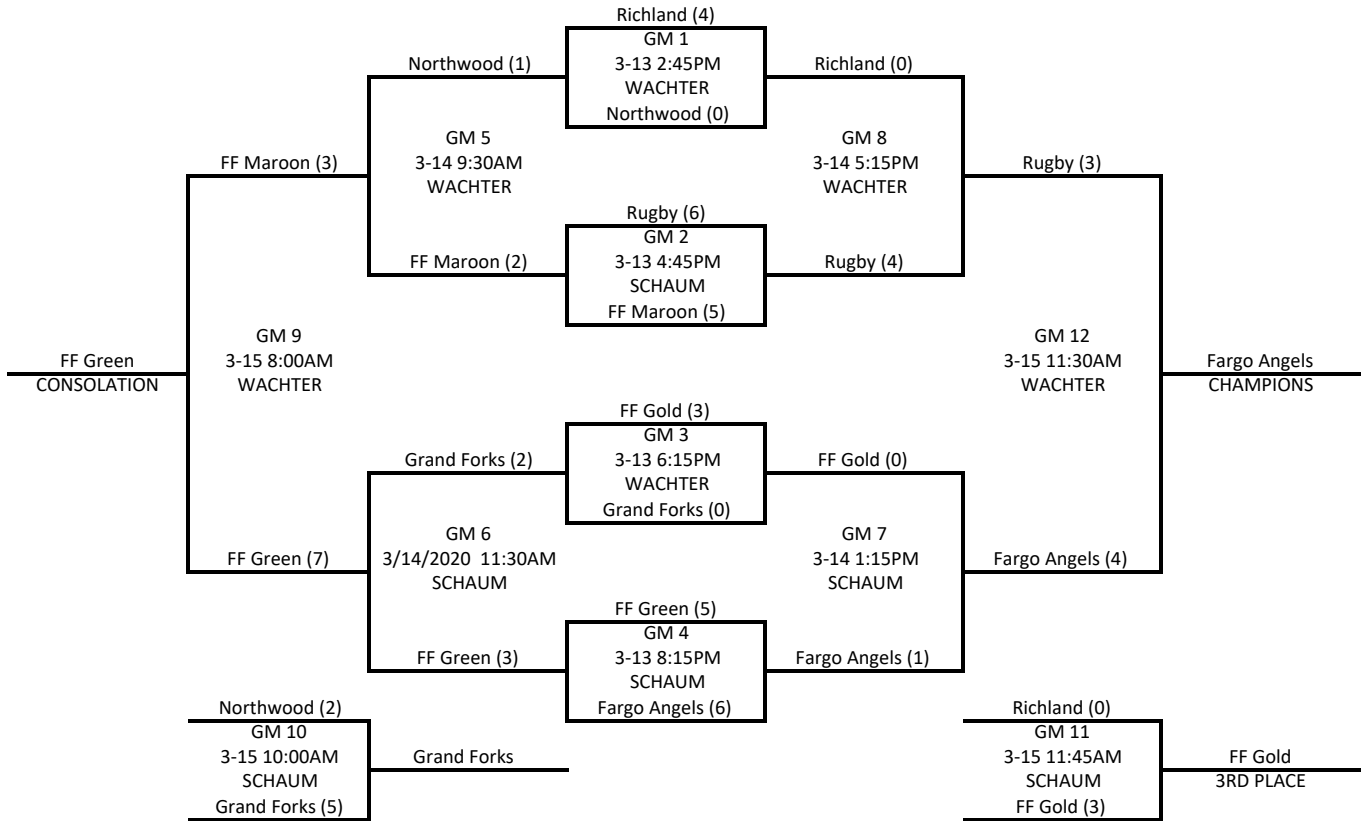 Richland (4)
GM 1
3-13 2:45PM
WACHTER
Northwood (0)
Northwood (1)
Richland (0)
GM 5
3-14 9:30AM
WACHTER
GM 8
3-14 5:15PM
WACHTER
FF Maroon (3)
Rugby (3)
Rugby (6)
GM 2
3-13 4:45PM
SCHAUM
FF Maroon (5)
FF Maroon (2)
Rugby (4)
GM 9
3-15 8:00AM
WACHTER
GM 12
3-15 11:30AM
WACHTER
FF Green
CONSOLATION
Fargo Angels
CHAMPIONS
FF Gold (3)
GM 3
3-13 6:15PM
WACHTER
Grand Forks (0)
Grand Forks (2)
FF Gold (0)
GM 6
3/14/2020 11:30AM
SCHAUM
GM 7
3-14 1:15PM
SCHAUM
FF Green (7)
Fargo Angels (4)
FF Green (5)
GM 4
3-13 8:15PM
SCHAUM
Fargo Angels (6)
FF Green (3)
Fargo Angels (1)
Northwood (2)
GM 10
3-15 10:00AM
SCHAUM
Grand Forks (5)
Grand Forks
Richland (0)
GM 11
3-15 11:45AM
SCHAUM
FF Gold (3)
FF Gold
3RD PLACE